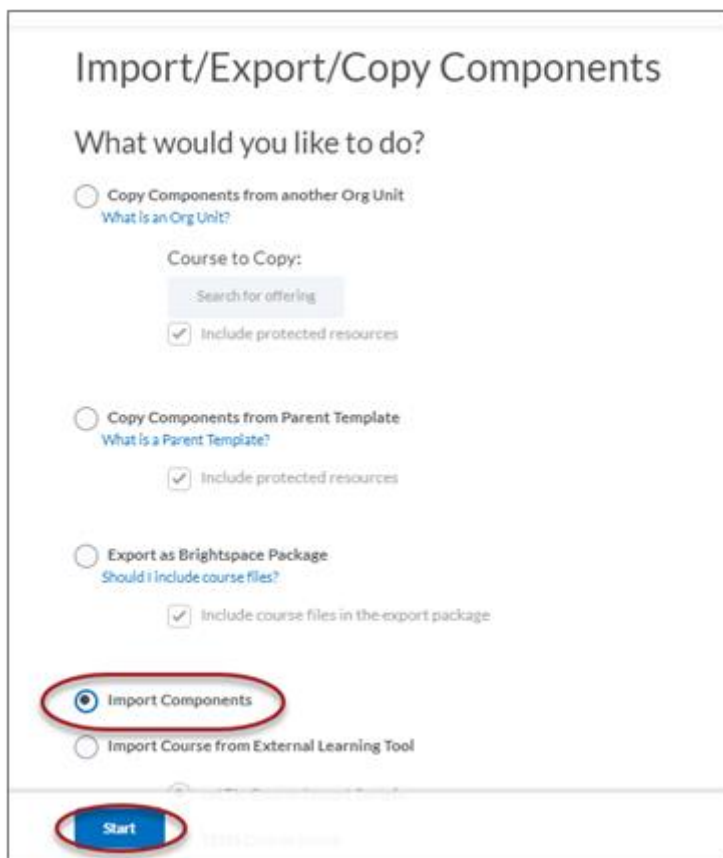 Import/Export/Copy Components
What would you like to do?
Copy Components from another Org Unit
What is an Org Unit?
Course to Copy:
Search for offering
Include protected resources
Copy Components from Parent Template
What is a Parent Template?
Include protected resources
Export as Brightspace Package
Should I include course files?
Include course files in the export package
Import Components
Import Course from External Learning Tool
Start